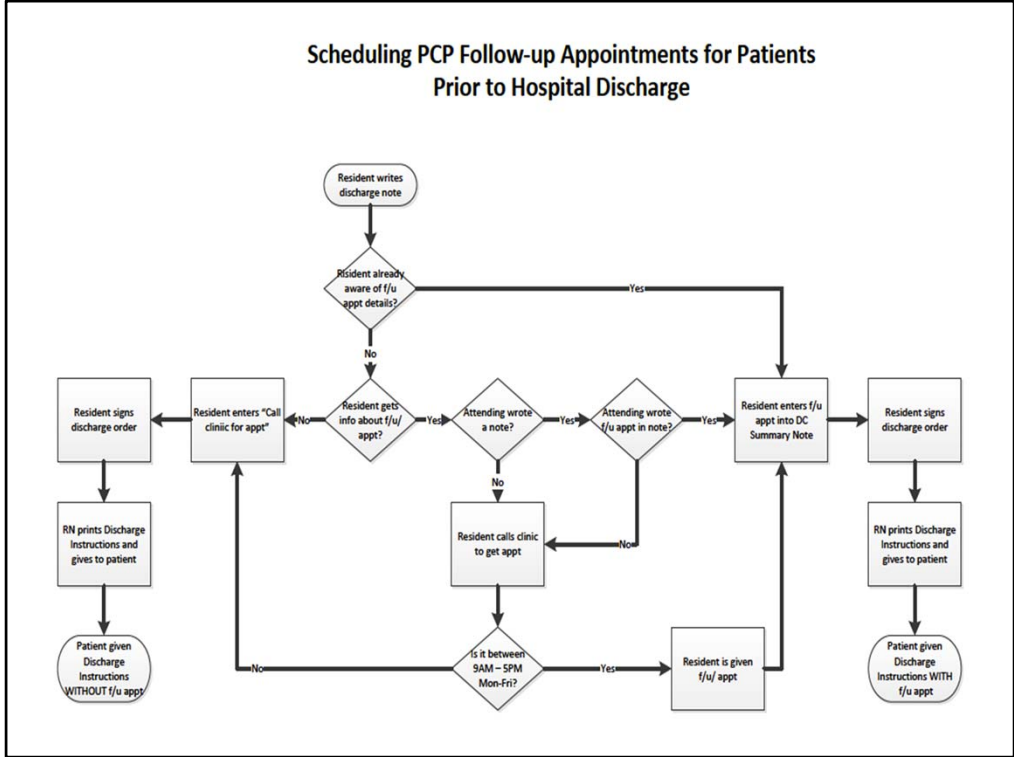 Scheduling PCP Follow-up Appointments for Patients
Prior to Hospital Discharge
Resident writes
discharge note
Risident already
aware of f/u
appt details?
Yes
No
Resident signs
discharge order
Resident enters "Call
cliniic for appt"
No
Resident gets
info about f/u/
appt?
Yes
Attending wrote
a note?
Yes
Attending wrote
f/u appt in note?
Yes
Resident enters f/u
appt into DC
Summary Note
Resident signs
discharge order
No
RN prints Discharge
Instructions and
gives to patient
Resident calls clinic
to get appt
No
RN prints Discharge
Instructions and
gives to patient
Patient given
Discharge
Instructions
WITHOUT f/u appt
No
Is it between
9AM – 5PM
Mon-Fri?
Yes
Resident is given
f/u/ appt
Patient given
Discharge
Instructions WITH
f/u appt